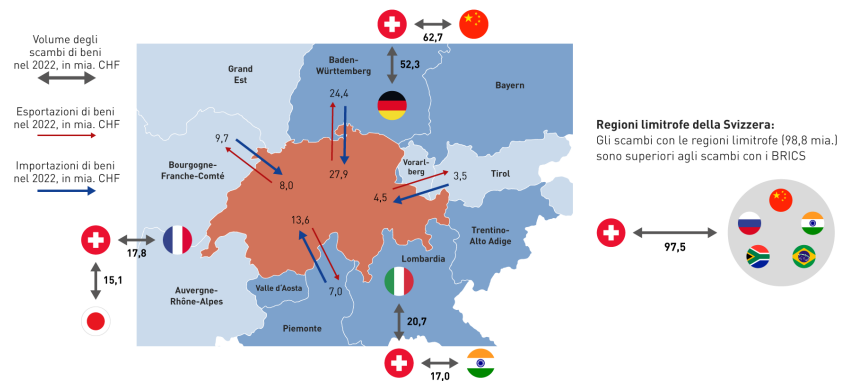 Volume degli
scambi di beni
nel 2022, in mia. CHF
Esportazioni di beni
nel 2022, in mia. CHF
Importazioni di beni
nel 2022, in mia. CHF
62,7
52,3
Grand
Est
Baden-
Württemberg
Bayern
24,4
9,7
Bourgogne-
Franche-Comté
8,0
27,9
Vorarl-
berg
3,5
Tirol
4,5
13,6
Trentino-
Alto Adige
17,8
15,1
Lombardia
Auvergne-
Rhône-Alpes
Valle d'Aosta
7,0
Piemonte
20,7
17,0
Regioni limitrofe della Svizzera:
Gli scambi con le regioni limitrofe (98,8 mia.)
sono superiori agli scambi con i BRICS
97,5